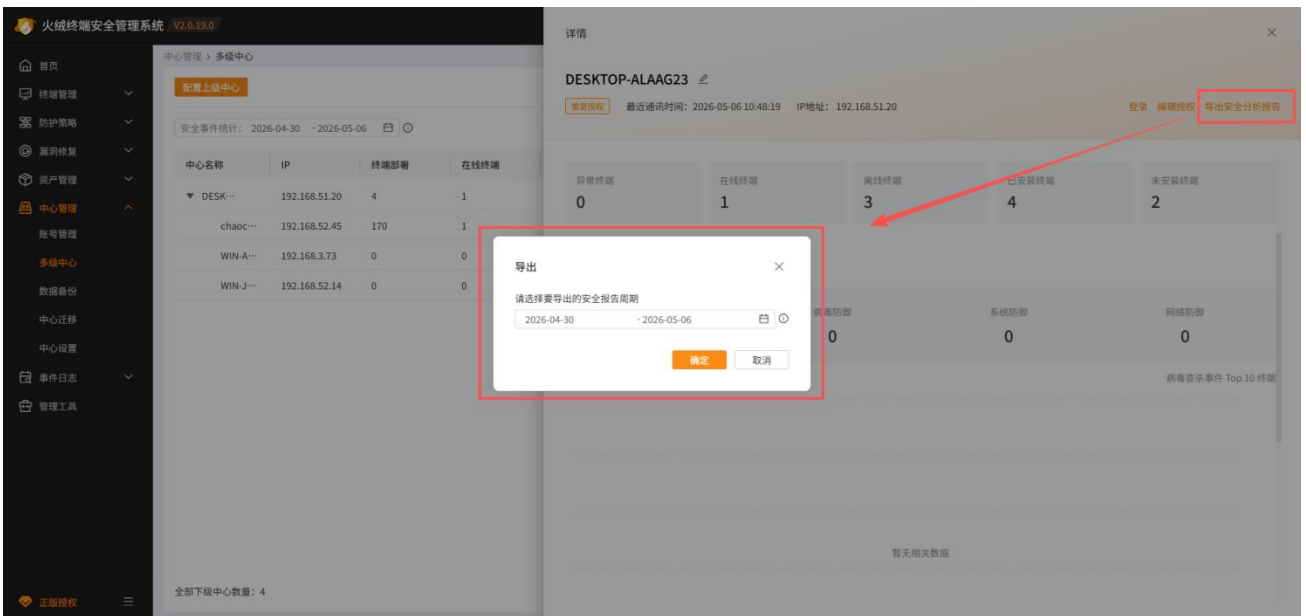 火绒终端安全管理系统 V2.0.19.0
首页
终端管理
防护策略
漏洞修复
资产管理
中心管理
账号管理
多级中心
数据备份
中心迁移
中心设置
事件日志
管理工具
正版授权
中心管理 > 多级中心
配置上级中心
安全事件统计: 2026-04-30 - 2026-05-06
中心名称 IP 终端部署 在线终端
DESK··· 192.168.51.20 4 1
chaoc··· 192.168.52.45 170 1
WIN-A··· 192.168.3.73 0 0
WIN-J··· 192.168.52.14 0 0
全部下级中心数量: 4
详情
DESKTOP-ALAAG23
重复授权 最近通讯时间: 2026-05-06 10:48:19 IP地址: 192.168.51.20 登录 编辑授权 导出安全分析报告
异常终端 在线终端 离线终端 已安装终端 未安装终端
0 1 3 4 2
导出
请选择要导出的安全报告周期
2026-04-30 - 2026-05-06
确定 取消
病毒防御 系统防御 网络防御
0 0 0
病毒查杀事件 Top 10 终端
暂无相关数据